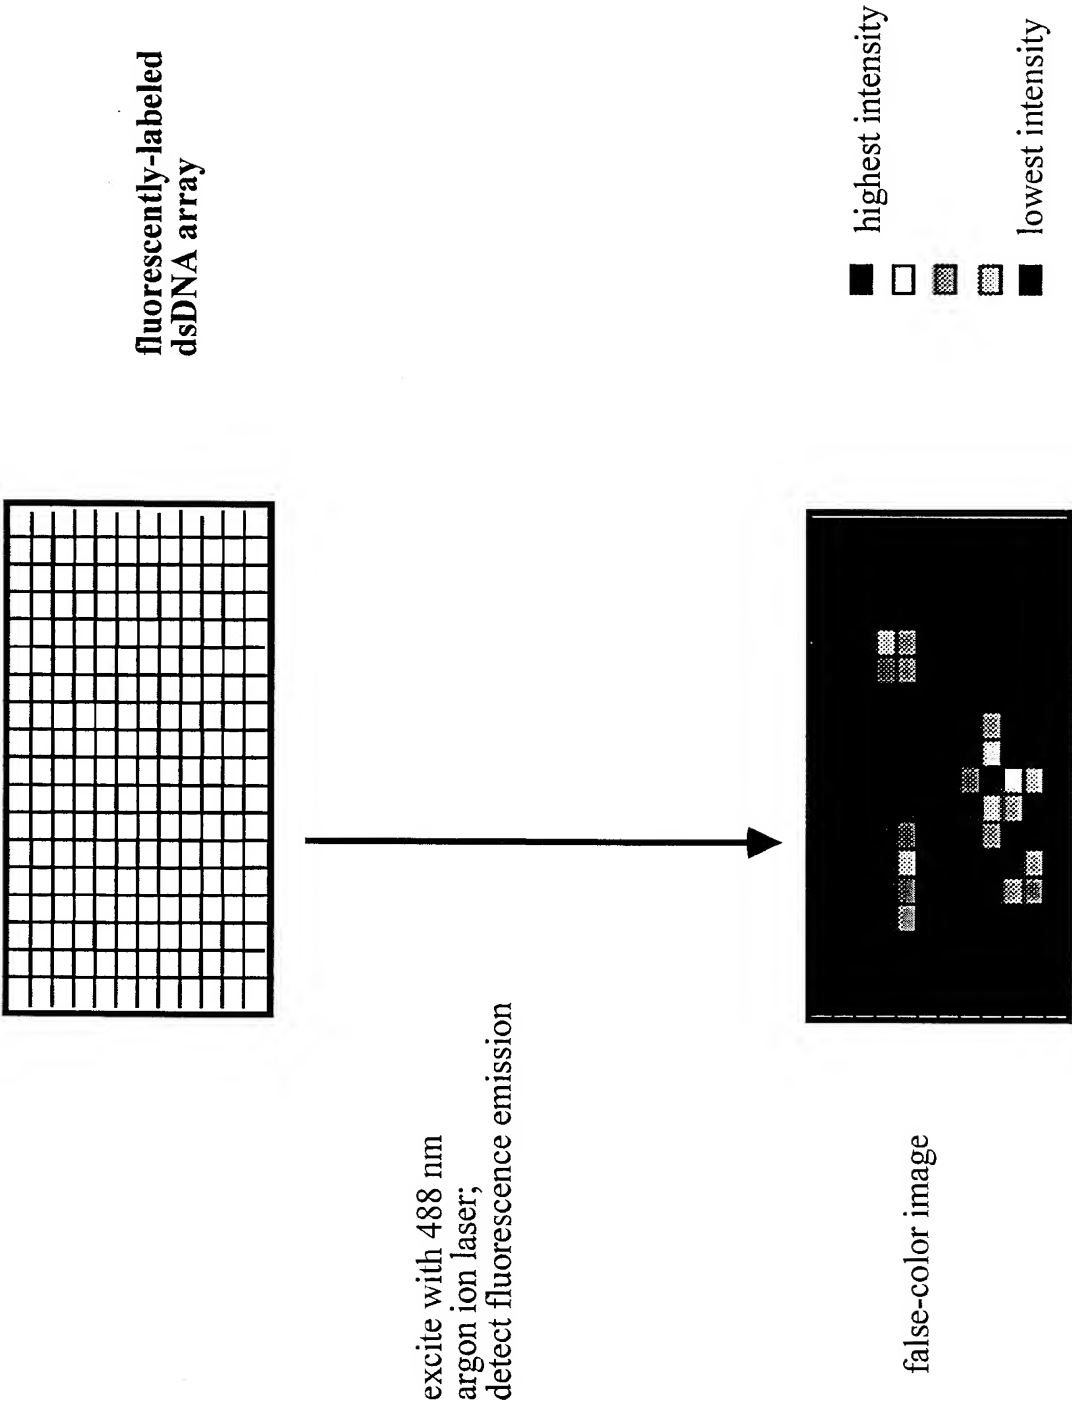 fluorescently-labeled
dsDNA array
excite with 488 nm
argon ion laser;
detect fluorescence emission
false-color image
highest intensity
lowest intensity